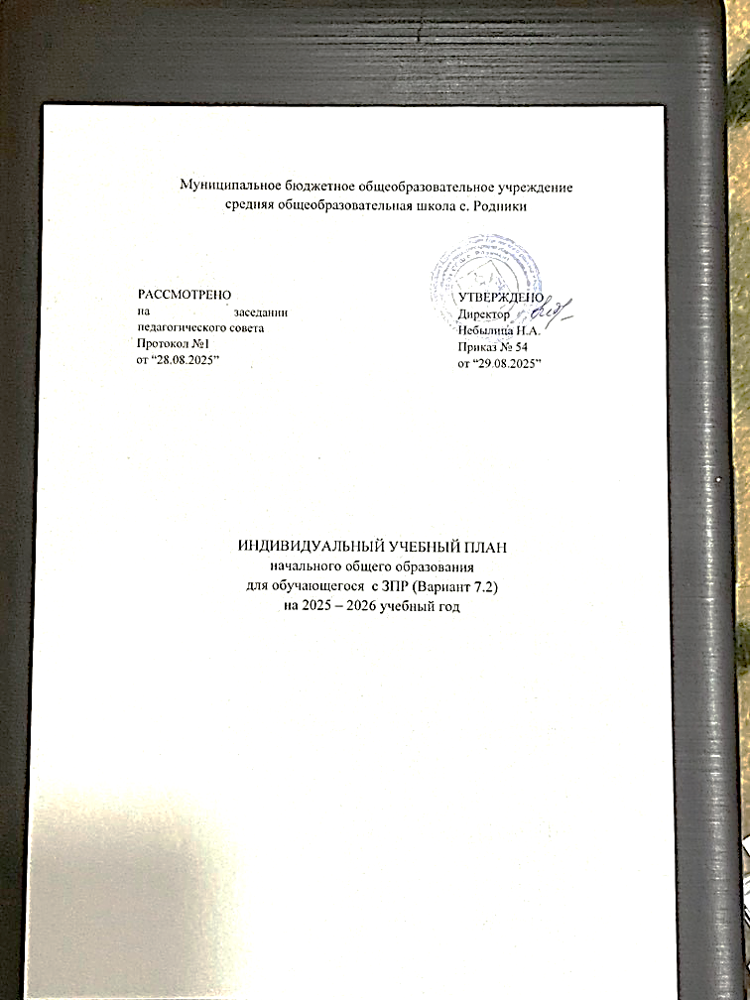 Муниципальное бюджетное общеобразовательное учреждение
средняя общеобразовательная школа с. Родники
РАССМОТРЕНО
на заседании
педагогического совета
Протокол №1
от “28.08.2025”
УТВЕРЖДЕНО
Директор
Небылица Н.А.
Приказ № 54
от “29.08.2025”
ИНДИВИДУАЛЬНЫЙ УЧЕБНЫЙ ПЛАН
начального общего образования
для обучающегося с ЗПР (Вариант 7.2)
на 2025 – 2026 учебный год